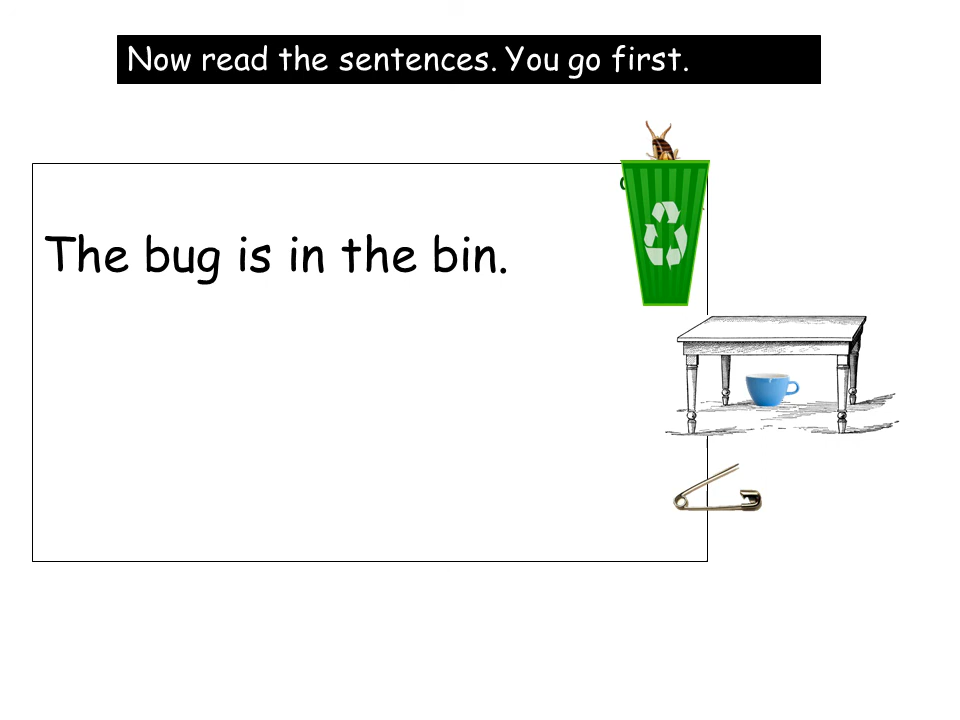 Now read the sentences. You go first.
The bug is in the bin.